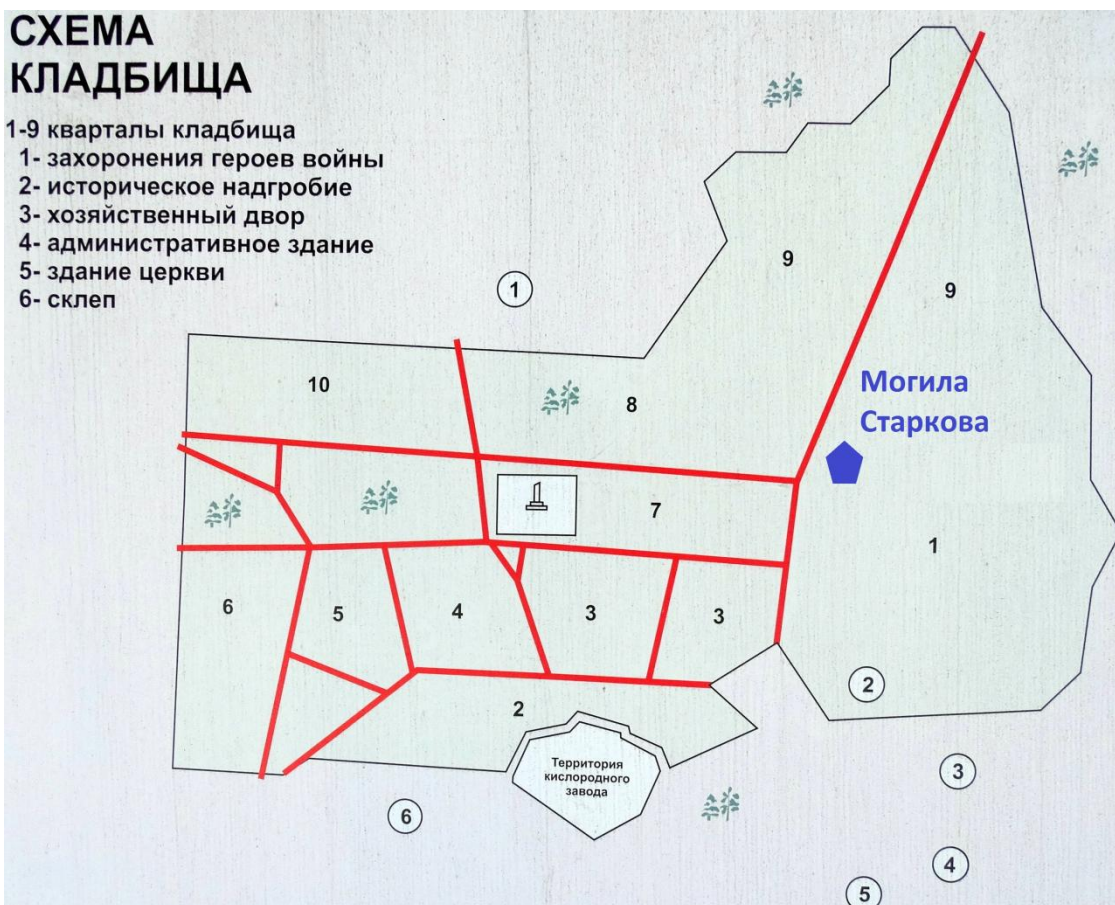 СХЕМА
КЛАДБИЩА
1-9 кварталы кладбища
1- захоронения героев войны
2- историческое надгробие
3- хозяйственный двор
4- административное здание
5- здание церкви
6- склеп
1
9
9
10
8
Могила
Старкова
7
1
6
5
4
3
3
2
2
Территория
кислородного
завода
3
6
4
5